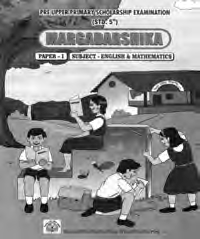 PRE UPPER PRIMARY SCHOLARSHIP EXAMINATION
(STD. 5th)
MARGADARSHIKA
PAPER - I SUBJECT - ENGLISH & MATHEMATICS